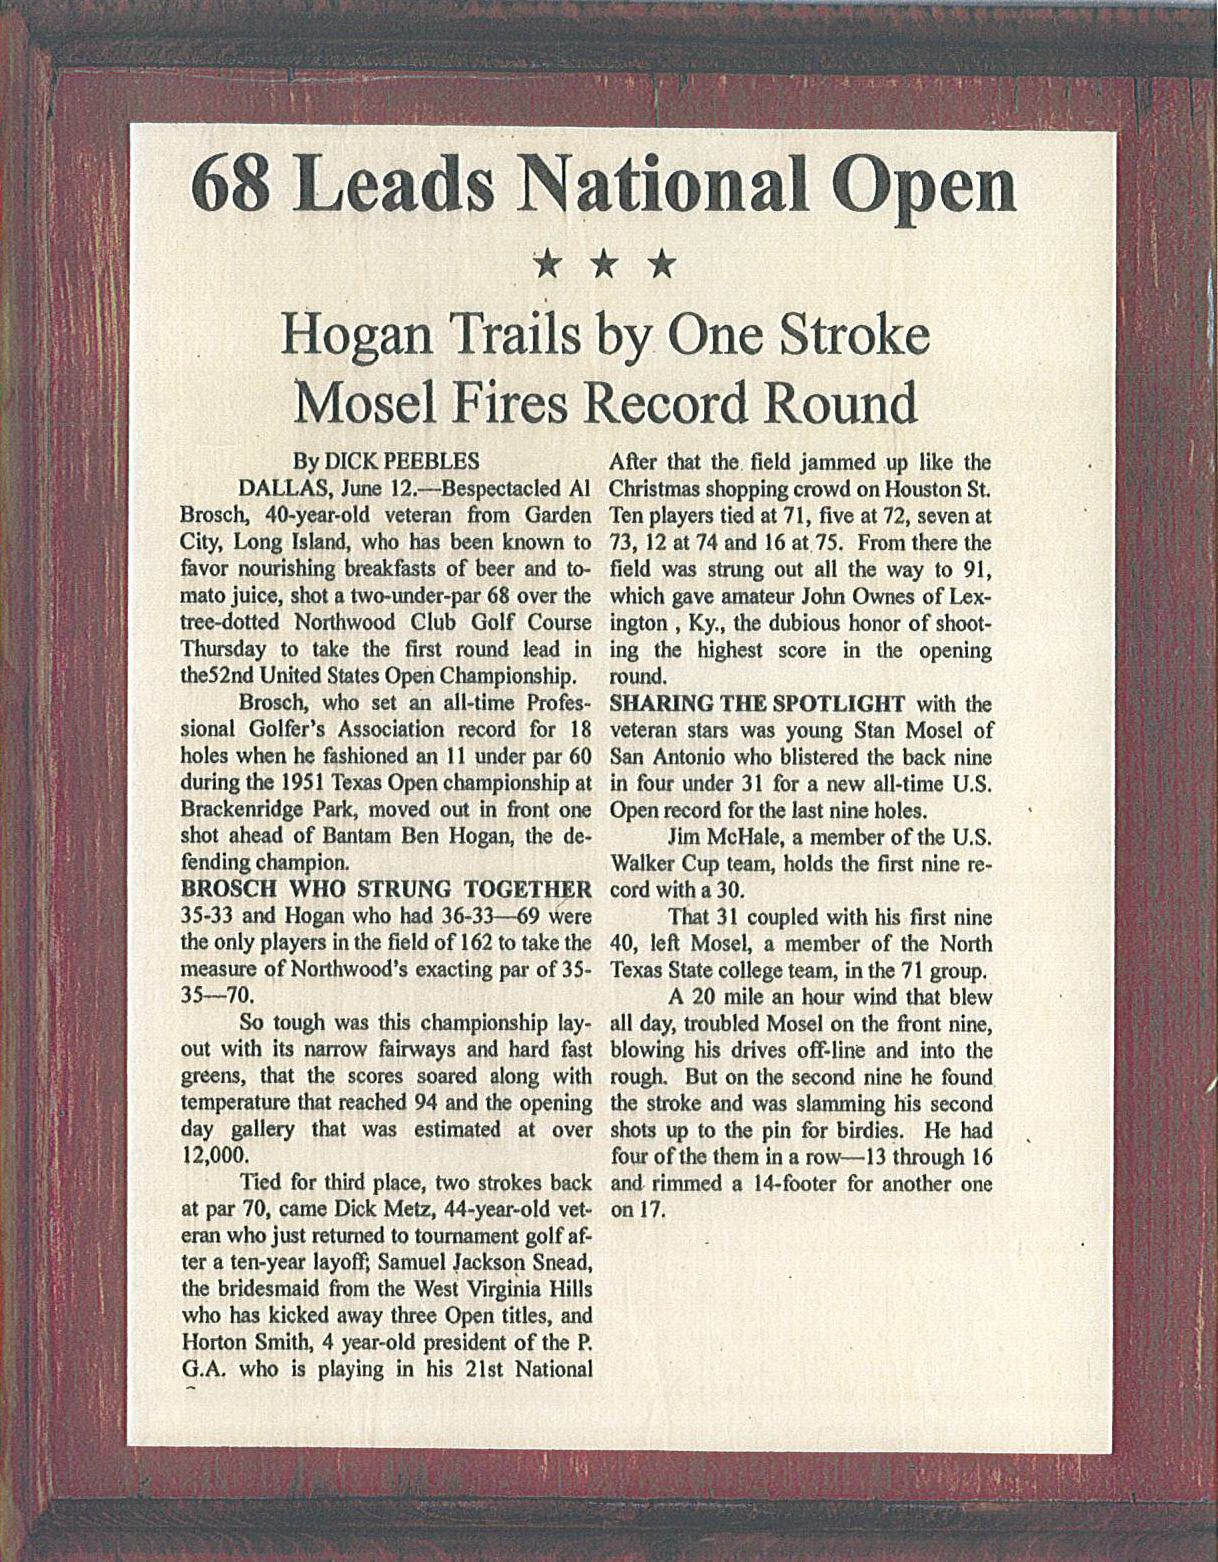 68 Leads National Open
★ ★ ★
Hogan Trails by One Stroke
Mosel Fires Record Round
By DICK PEEBLES
DALLAS, June 12.—Bespectacled Al
Brosch, 40-year-old veteran from Garden
City, Long Island, who has been known to
favor nourishing breakfasts of beer and to-
mato juice, shot a two-under-par 68 over the
tree-dotted Northwood Club Golf Course
Thursday to take the first round lead in
the52nd United States Open Championship.
Brosch, who set an all-time Profes-
sional Golfer's Association record for 18
holes when he fashioned an 11 under par 60
during the 1951 Texas Open championship at
Brackenridge Park, moved out in front one
shot ahead of Bantam Ben Hogan, the de-
fending champion.
BROSCH WHO STRUNG TOGETHER
35-33 and Hogan who had 36-33—69 were
the only players in the field of 162 to take the
measure of Northwood's exacting par of 35-
35—70.
So tough was this championship lay-
out with its narrow fairways and hard fast
greens, that the scores soared along with
temperature that reached 94 and the opening
day gallery that was estimated at over
12,000.
Tied for third place, two strokes back
at par 70, came Dick Metz, 44-year-old vet-
eran who just returned to tournament golf af-
ter a ten-year layoff; Samuel Jackson Snead,
the bridesmaid from the West Virginia Hills
who has kicked away three Open titles, and
Horton Smith, 4 year-old president of the P.
G.A. who is playing in his 21st National
After that the field jammed up like the
Christmas shopping crowd on Houston St.
Ten players tied at 71, five at 72, seven at
73, 12 at 74 and 16 at 75. From there the
field was strung out all the way to 91,
which gave amateur John Ownes of Lex-
ington , Ky., the dubious honor of shoot-
ing the highest score in the opening
round.
SHARING THE SPOTLIGHT with the
veteran stars was young Stan Mosel of
San Antonio who blistered the back nine
in four under 31 for a new all-time U.S.
Open record for the last nine holes.
Jim McHale, a member of the U.S.
Walker Cup team, holds the first nine re-
cord with a 30.
That 31 coupled with his first nine
40, left Mosel, a member of the North
Texas State college team, in the 71 group.
A 20 mile an hour wind that blew
all day, troubled Mosel on the front nine,
blowing his drives off-line and into the
rough. But on the second nine he found
the stroke and was slamming his second
shots up to the pin for birdies. He had
four of the them in a row—13 through 16
and rimmed a 14-footer for another one
on 17.